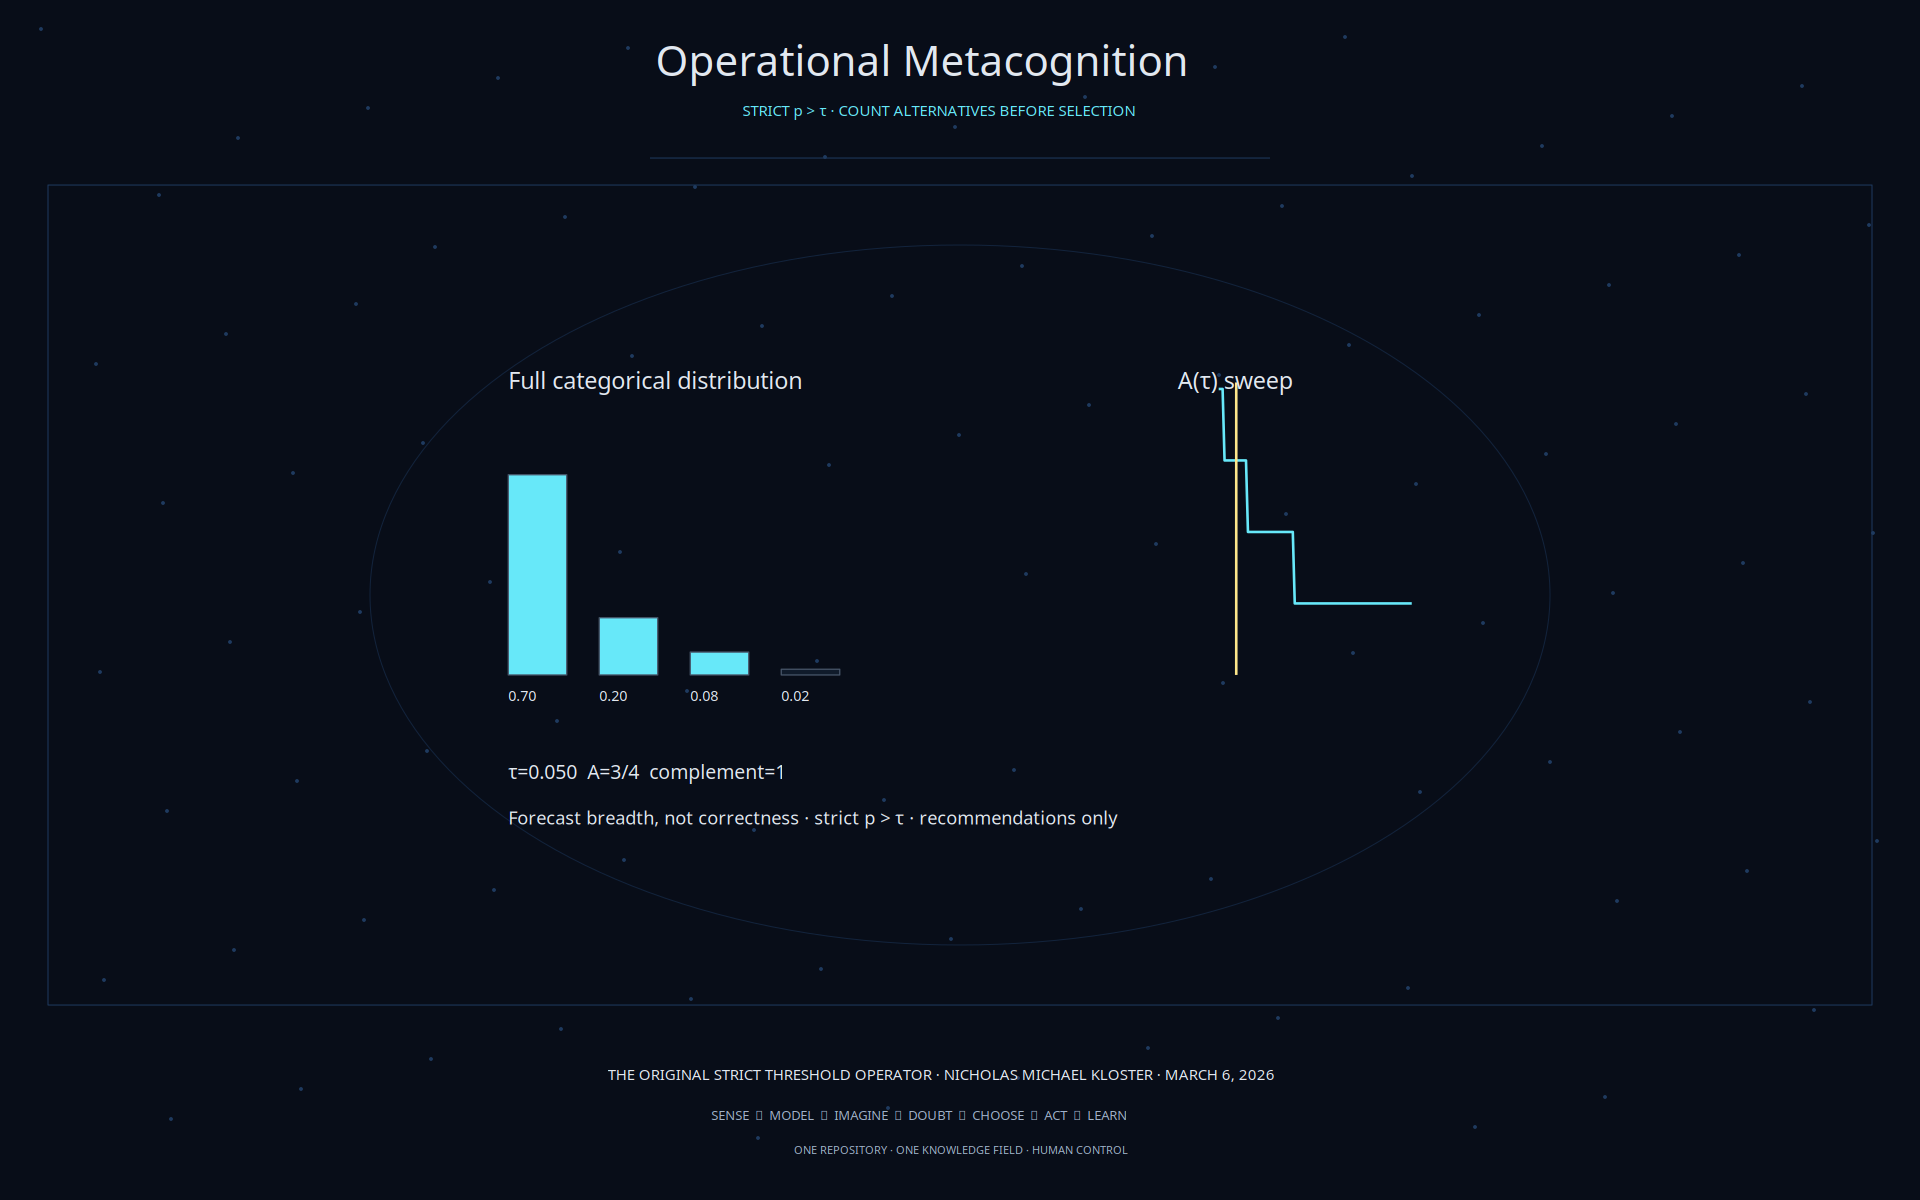 Operational Metacognition
STRICT p > τ · COUNT ALTERNATIVES BEFORE SELECTION
Full categorical distribution
A(τ) sweep
0.70 0.20 0.08 0.02
τ=0.050 A=3/4 complement=1
Forecast breadth, not correctness · strict p > τ · recommendations only
THE ORIGINAL STRICT THRESHOLD OPERATOR · NICHOLAS MICHAEL KLOSTER · MARCH 6, 2026
SENSE ▯ MODEL ▯ IMAGINE ▯ DOUBT ▯ CHOOSE ▯ ACT ▯ LEARN
ONE REPOSITORY · ONE KNOWLEDGE FIELD · HUMAN CONTROL